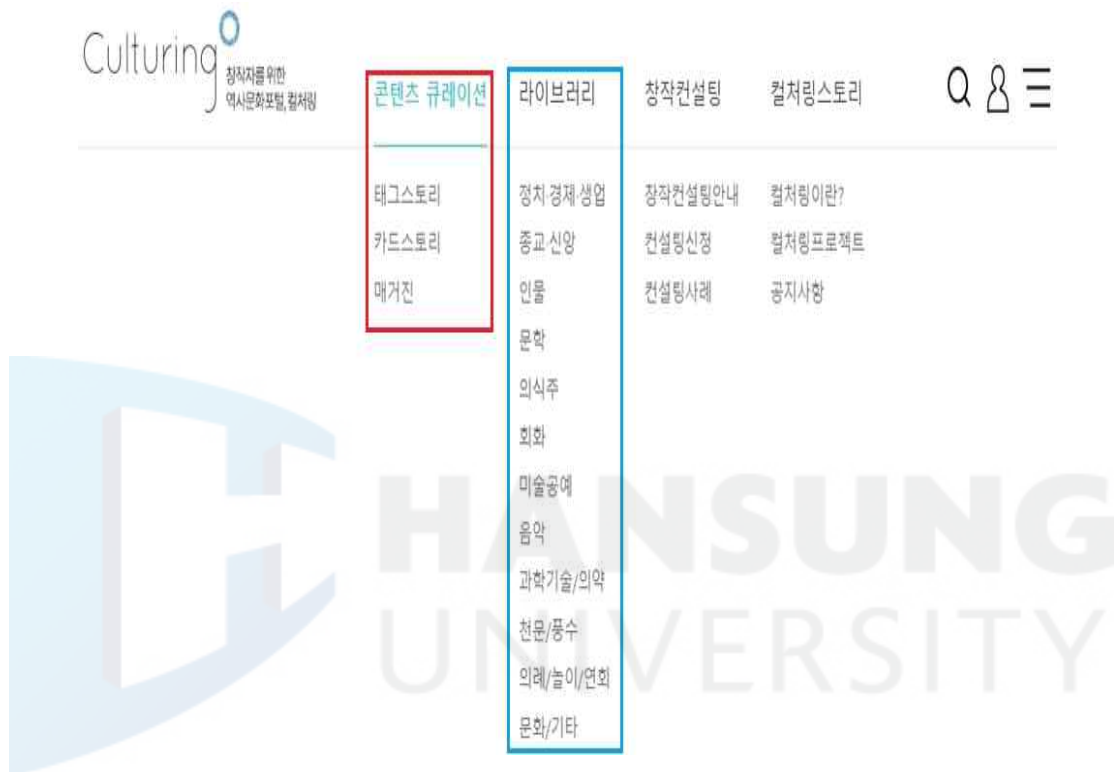 Culturing
창작자를 위한
역사문화포털, 컬처링
콘텐츠 큐레이션 라이브러리 창작컨설팅 컬처링스토리
태그스토리 정치·경제·생업 창작컨설팅안내 컬처링이란?
카드스토리 종교·신앙 컨설팅신청 컬처링프로젝트
매거진 인물 컨설팅사례 공지사항
문학
의식주
회화
미술공예
음악
과학기술/의약
천문/풍수
의례/놀이/연회
문화/기타
HANSUNG
UNIVERSITY